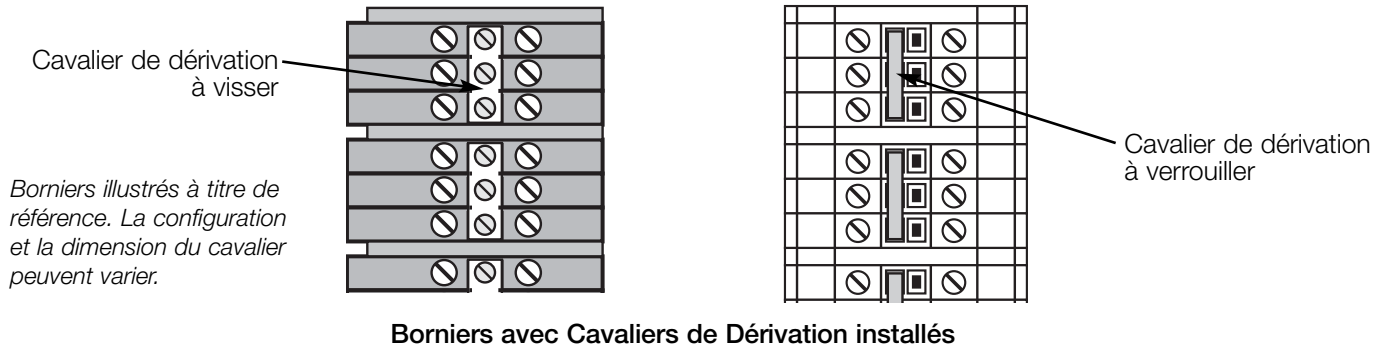 Cavalier de dérivation
à visser
Borniers illustrés à titre de
référence. La configuration
et la dimension du cavalier
peuvent varier.
Cavalier de dérivation
à verrouiller
Borniers avec Cavaliers de Dérivation installés